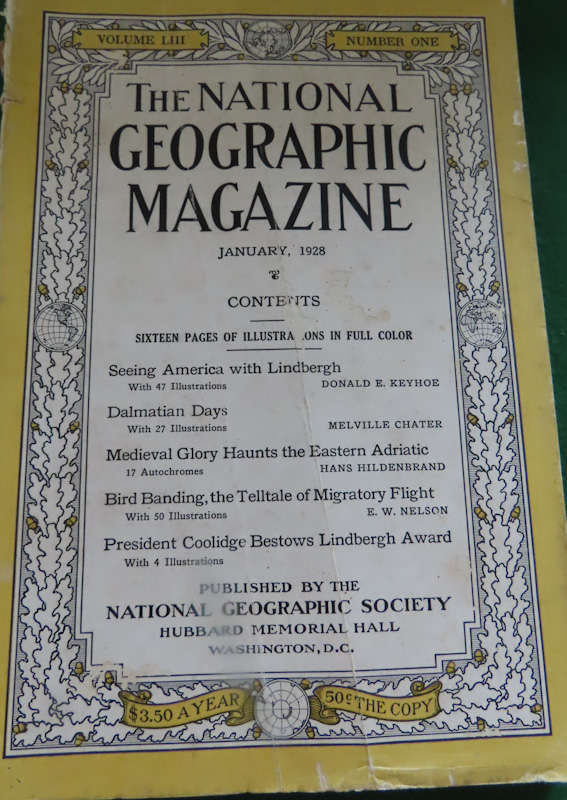 VOLUME LIII NUMBER ONE
THE NATIONAL
GEOGRAPHIC
MAGAZINE
JANUARY, 1928
CONTENTS
SIXTEEN PAGES OF ILLUSTRATIONS IN FULL COLOR
Seeing America with Lindbergh
With 47 Illustrations DONALD E. KEYHOE
Dalmatian Days
With 27 Illustrations MELVILLE CHATER
Medieval Glory Haunts the Eastern Adriatic
17 Autochromes HANS HILDENBRAND
Bird Banding, the Telltale of Migratory Flight
With 50 Illustrations E. W. NELSON
President Coolidge Bestows Lindbergh Award
With 4 Illustrations
PUBLISHED BY THE
NATIONAL GEOGRAPHIC SOCIETY
HUBBARD MEMORIAL HALL
WASHINGTON, D.C.
$3.50 A YEAR 50¢ THE COPY